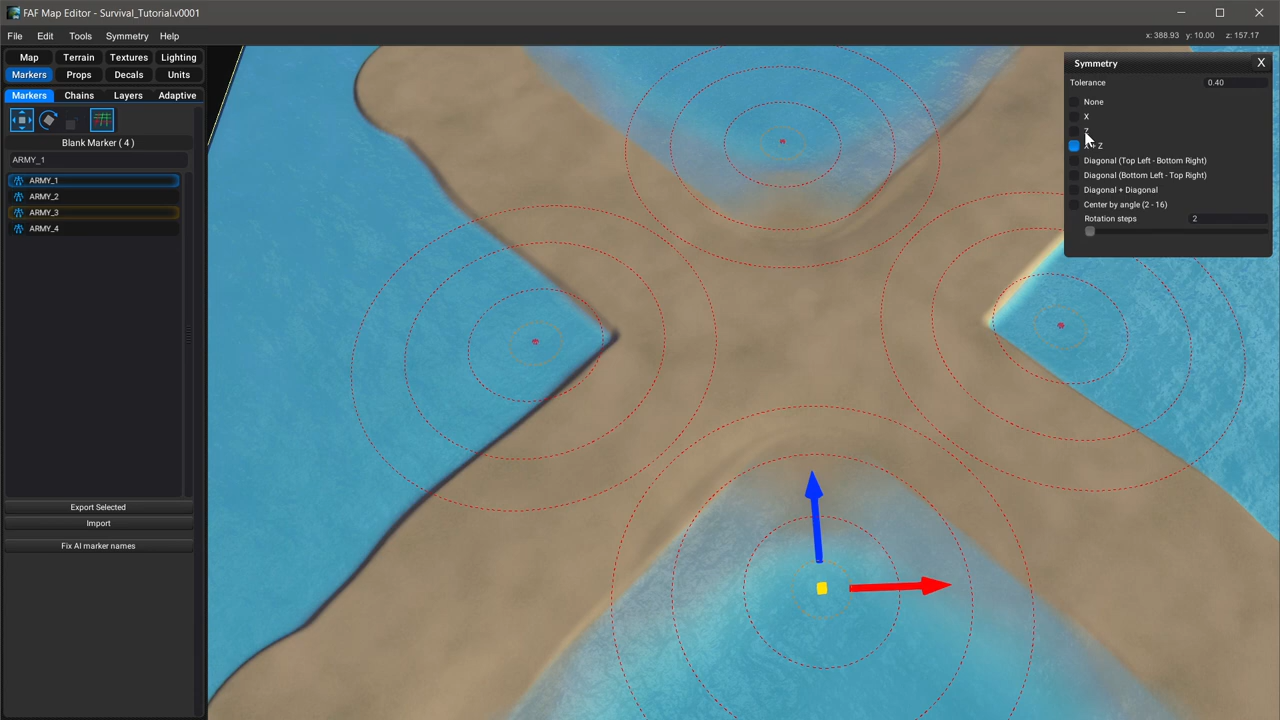 FAF Map Editor - Survival_Tutorial.v0001
File Edit Tools Symmetry Help
x: 388.93 y: 10.00 z: 157.17
Map Terrain Textures Lighting
Markers Props Decals Units
Markers Chains Layers Adaptive
Blank Marker ( 4 )
ARMY_1
ARMY_1
ARMY_2
ARMY_3
ARMY_4
Export Selected
Import
Fix AI marker names
Symmetry X
Tolerance 0.40
None
X
Z
X + Z
Diagonal (Top Left - Bottom Right)
Diagonal (Bottom Left - Top Right)
Diagonal + Diagonal
Center by angle (2 - 16)
Rotation steps 2